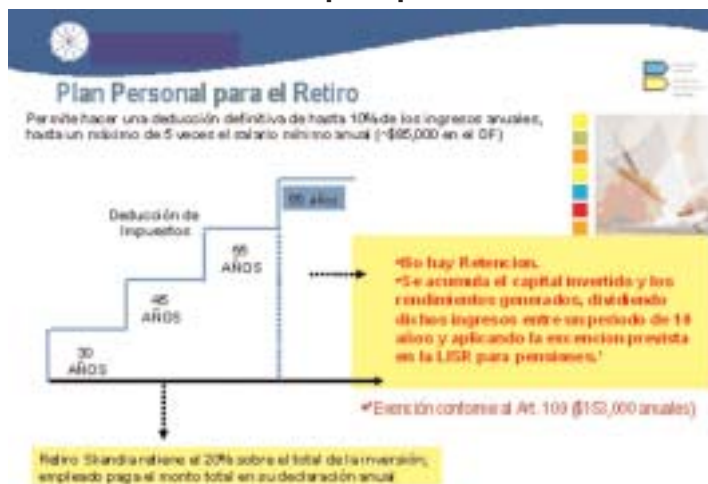 Plan Personal para el Retiro
Permite hacer una deducción definitiva de hasta 10% de los ingresos anuales,
hasta un máximo de 5 veces el salario mínimo anual (~$85,000 en el DF)
Deducción de
Impuestos
años
55
AÑOS
45
AÑOS
30
AÑOS
•No hay Retencion.
•Se acumula el capital invertido y los
rendimientos generados, dividiendo
dichos ingresos entre un periodo de 10
años y aplicando la excencion prevista
en la LISR para pensiones.
Exención conforme al Art. 109 ($153,000 anuales)
Retiro Skandia retiene el 20% sobre el total de la inversión,
empleado paga el monto total en su declaración anual